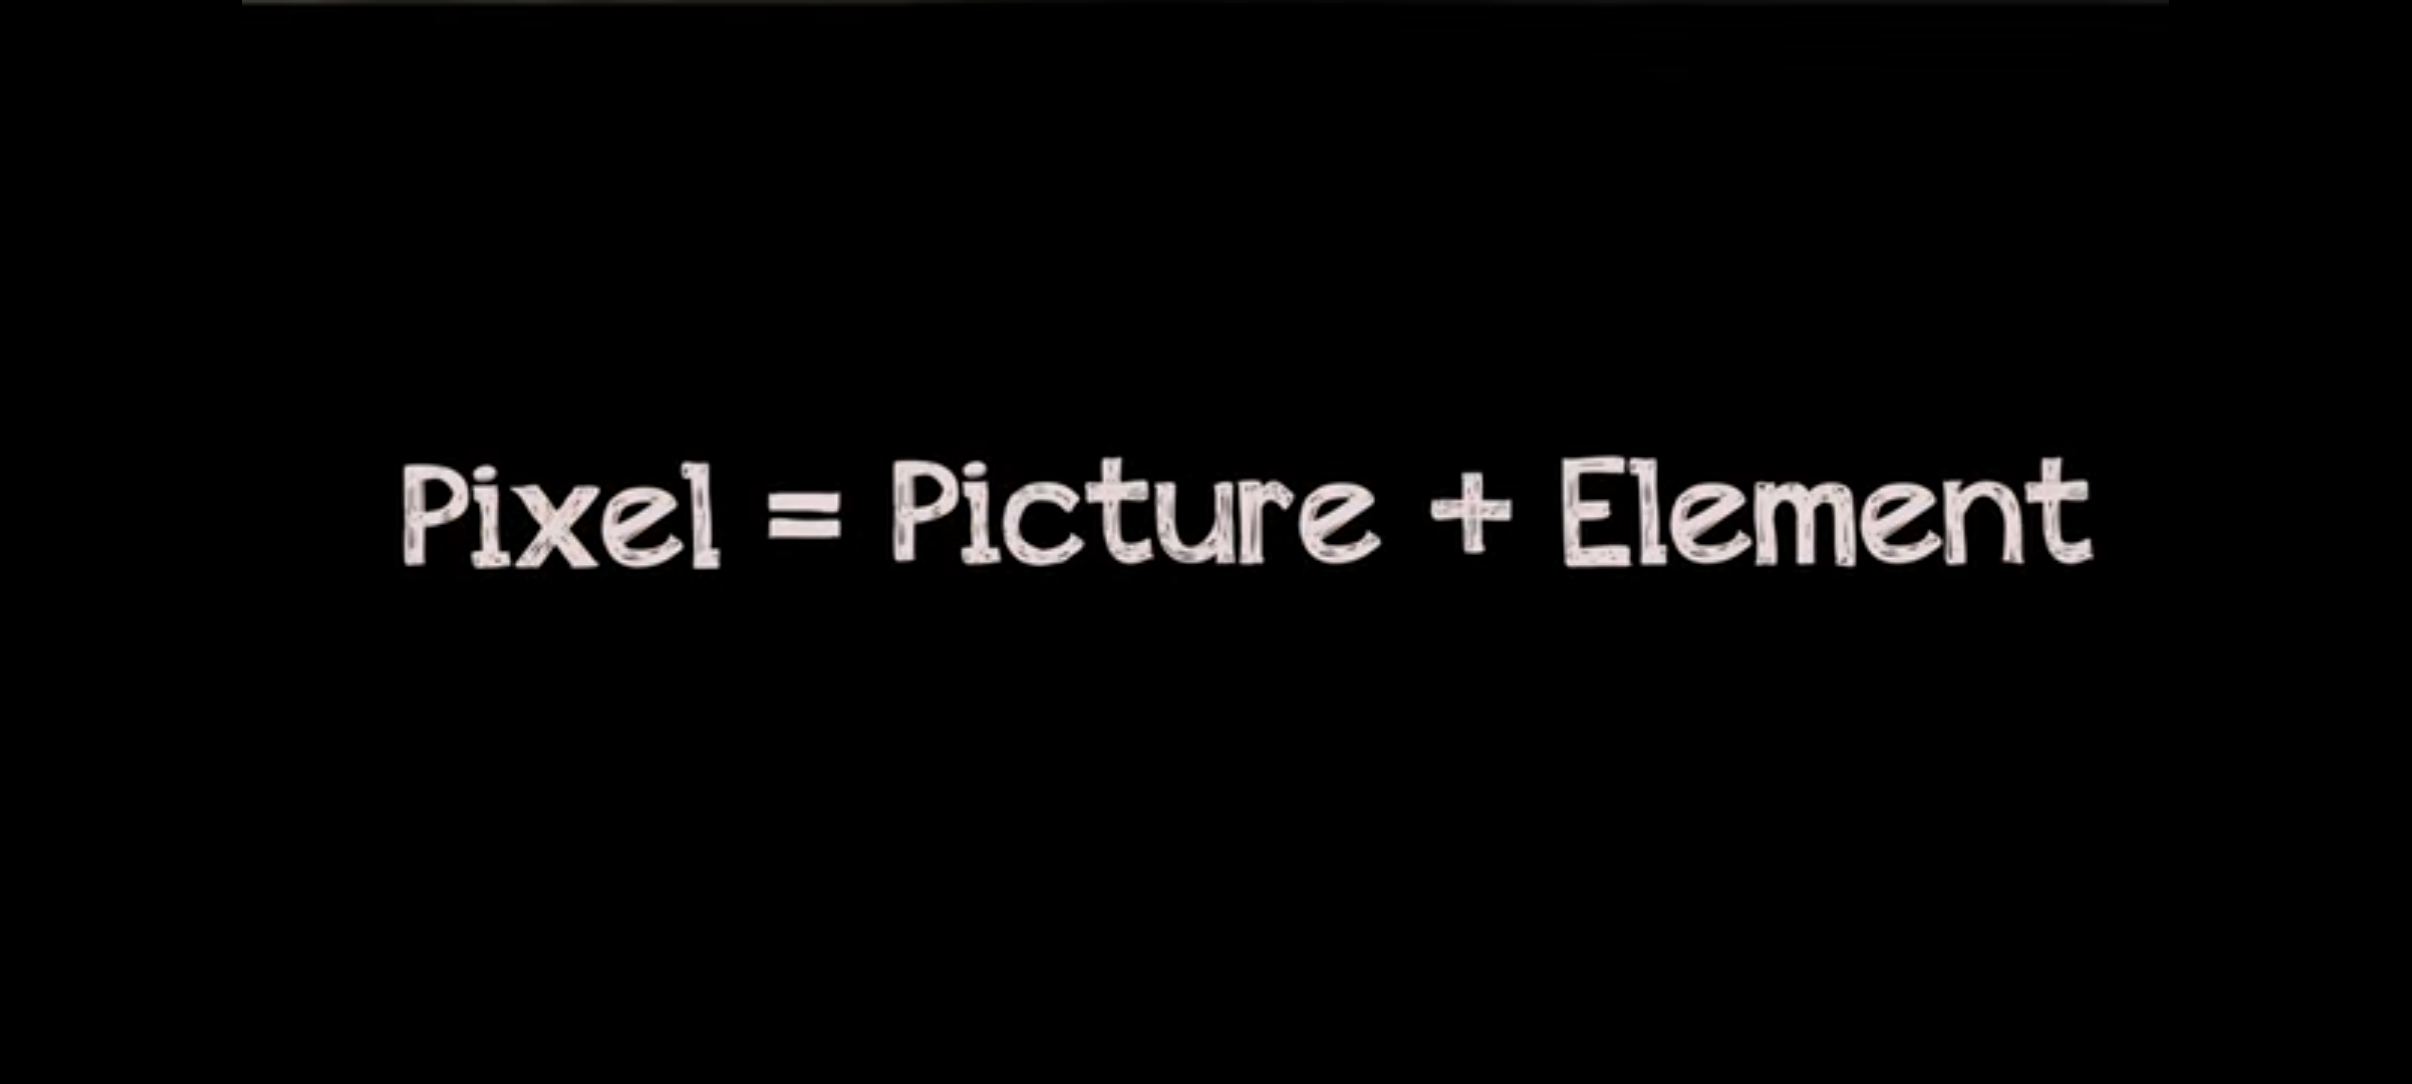 Pixel = Picture + Element